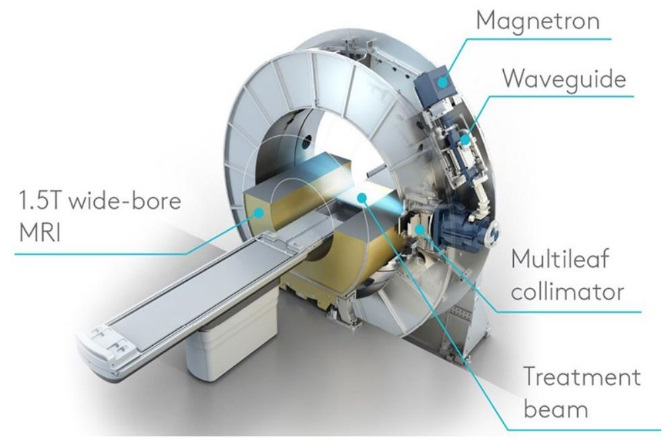 Magnetron
Waveguide
1.5T wide-bore
MRI
Multileaf
collimator
Treatment
beam